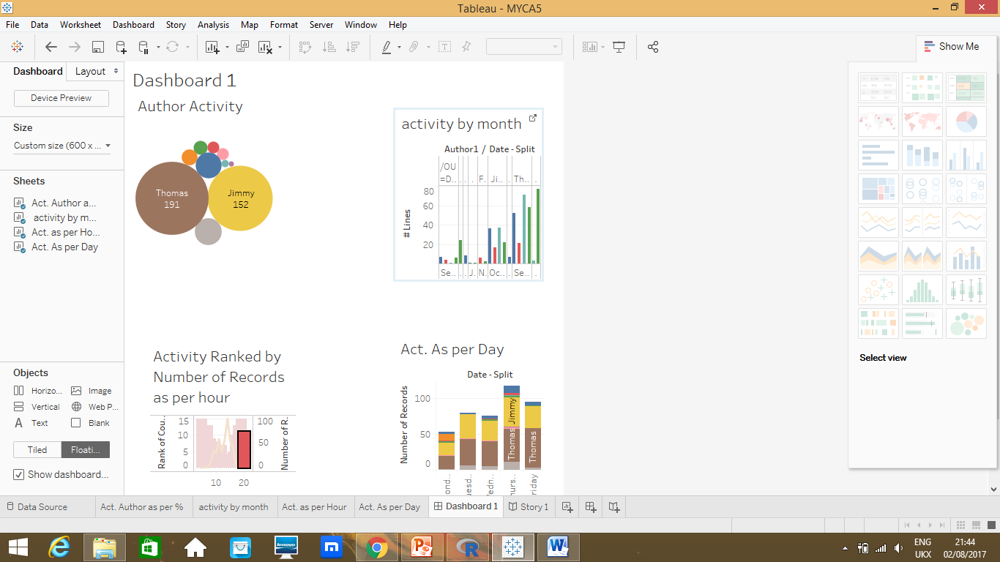 Tableau - MYCA5
File Data Worksheet Dashboard Story Analysis Map Format Server Window Help
Show Me
Dashboard Layout
Device Preview
Size
Custom size (600 x ...
Sheets
Act. Author a...
activity by m...
Act. as per Ho...
Act. As per Day
Objects
Horizo... Image
Vertical Web P...
Text Blank
Tiled Floati...
Show dashboard...
Dashboard 1
Author Activity
Thomas
191
Jimmy
152
activity by month
Author1 / Date - Split
/OU
=D.. . . . F. Ji.. . Th.. .
# Lines
80
60
40
20
Se.. . . J. N. Oc.. . Se.. .
Activity Ranked by
Number of Records
as per hour
Rank of Cou..
15
10
5
0
100
50
0
Number of R..
10 20
Act. As per Day
Date - Split
Number of Records
100
50
0
Jimmy
Thomas
Thomas
ond..
uesd..
Vedn..
hurs..
riday
Select view
Data Source Act. Author as per % activity by month Act. as per Hour Act. As per Day Dashboard 1 Story 1
lenovo
ENG
UKX
21:44
02/08/2017